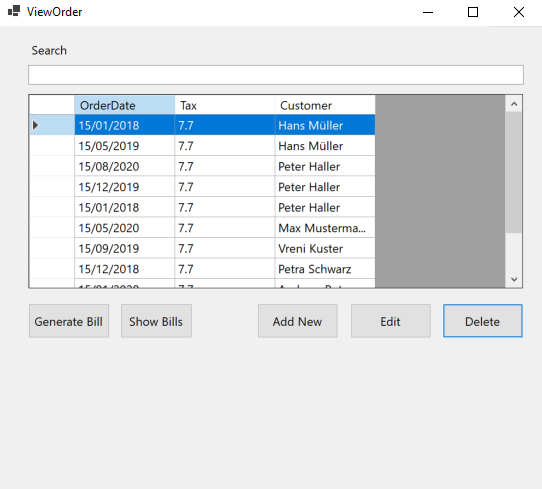 ViewOrder
Search
OrderDate Tax Customer
15/01/2018 7.7 Hans Müller
15/05/2019 7.7 Hans Müller
15/08/2020 7.7 Peter Haller
15/12/2019 7.7 Peter Haller
15/01/2018 7.7 Peter Haller
15/05/2020 7.7 Max Musterma...
15/09/2019 7.7 Vreni Kuster
15/12/2018 7.7 Petra Schwarz
Generate Bill Show Bills Add New Edit Delete